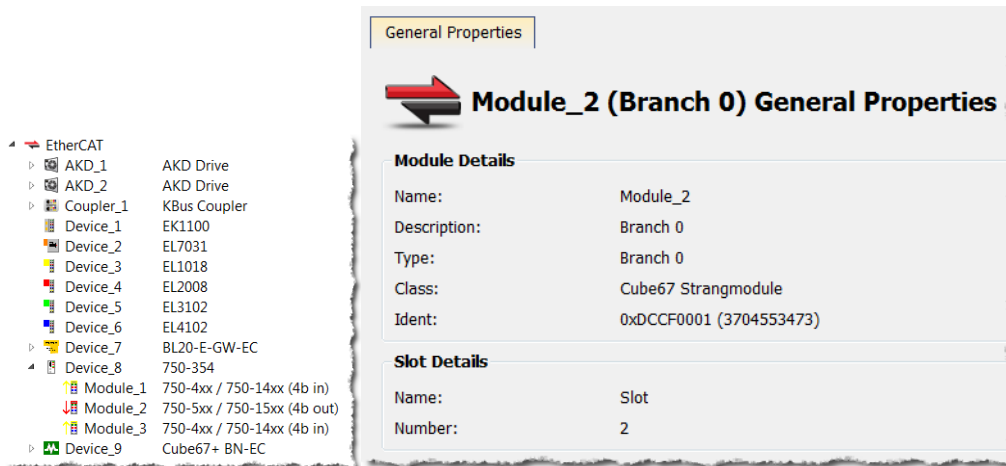 EtherCAT
AKD_1 AKD Drive
AKD_2 AKD Drive
Coupler_1 KBus Coupler
Device_1 EK1100
Device_2 EL7031
Device_3 EL1018
Device_4 EL2008
Device_5 EL3102
Device_6 EL4102
Device_7 BL20-E-GW-EC
Device_8 750-354
Module_1 750-4xx / 750-14xx (4b in)
Module_2 750-5xx / 750-15xx (4b out)
Module_3 750-4xx / 750-14xx (4b in)
Device_9 Cube67+ BN-EC
General Properties
Module_2 (Branch 0) General Properties
Module Details
Name: Module_2
Description: Branch 0
Type: Branch 0
Class: Cube67 Strangmodule
Ident: 0xDCCF0001 (3704553473)
Slot Details
Name: Slot
Number: 2